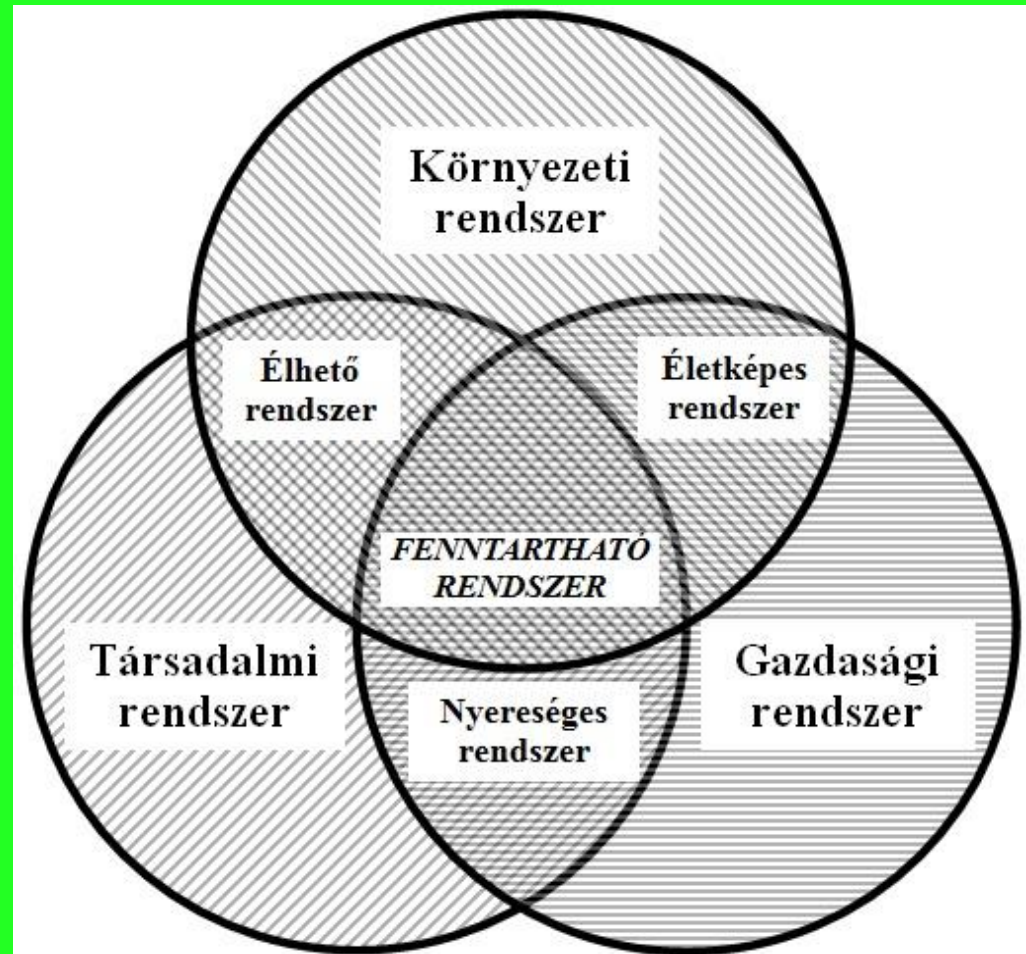 Környezeti
rendszer
Élhető
rendszer
Életképes
rendszer
FENNTARTHATÓ
RENDSZER
Társadalmi
rendszer
Gazdasági
rendszer
Nyereséges
rendszer